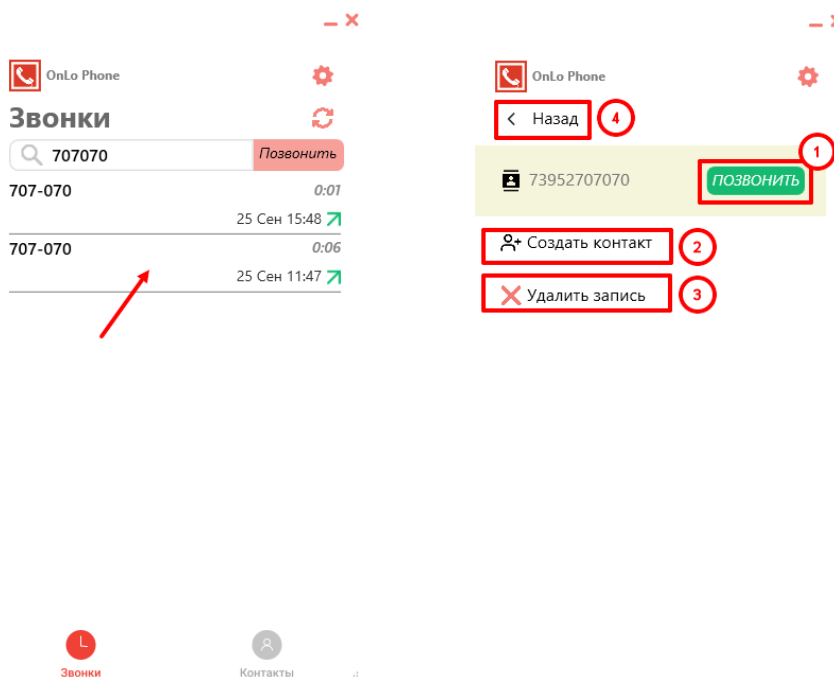 OnLo Phone
Звонки
707070
Позвонить
707-070
0:01
25 Сен 15:48
707-070
0:06
25 Сен 11:47
Звонки
Контакты
OnLo Phone
Назад
4
1
73952707070
ПОЗВОНИТЬ
Создать контакт
2
Удалить запись
3